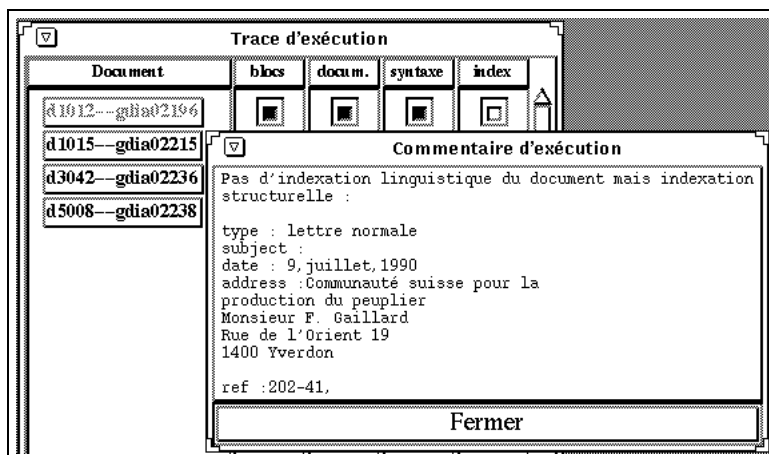 Trace d'exécution
Document blocs docum. syntaxe index
d1012--gdia02196
d1015--gdia02215
d3042--gdia02236
d5008--gdia02238
Commentaire d'exécution
Pas d'indexation linguistique du document mais indexation
structurelle :
type : lettre normale
subject :
date : 9,juillet,1990
address :Communauté suisse pour la
production du peuplier
Monsieur F. Gaillard
Rue de l'Orient 19
1400 Yverdon
ref :202-41,
Fermer